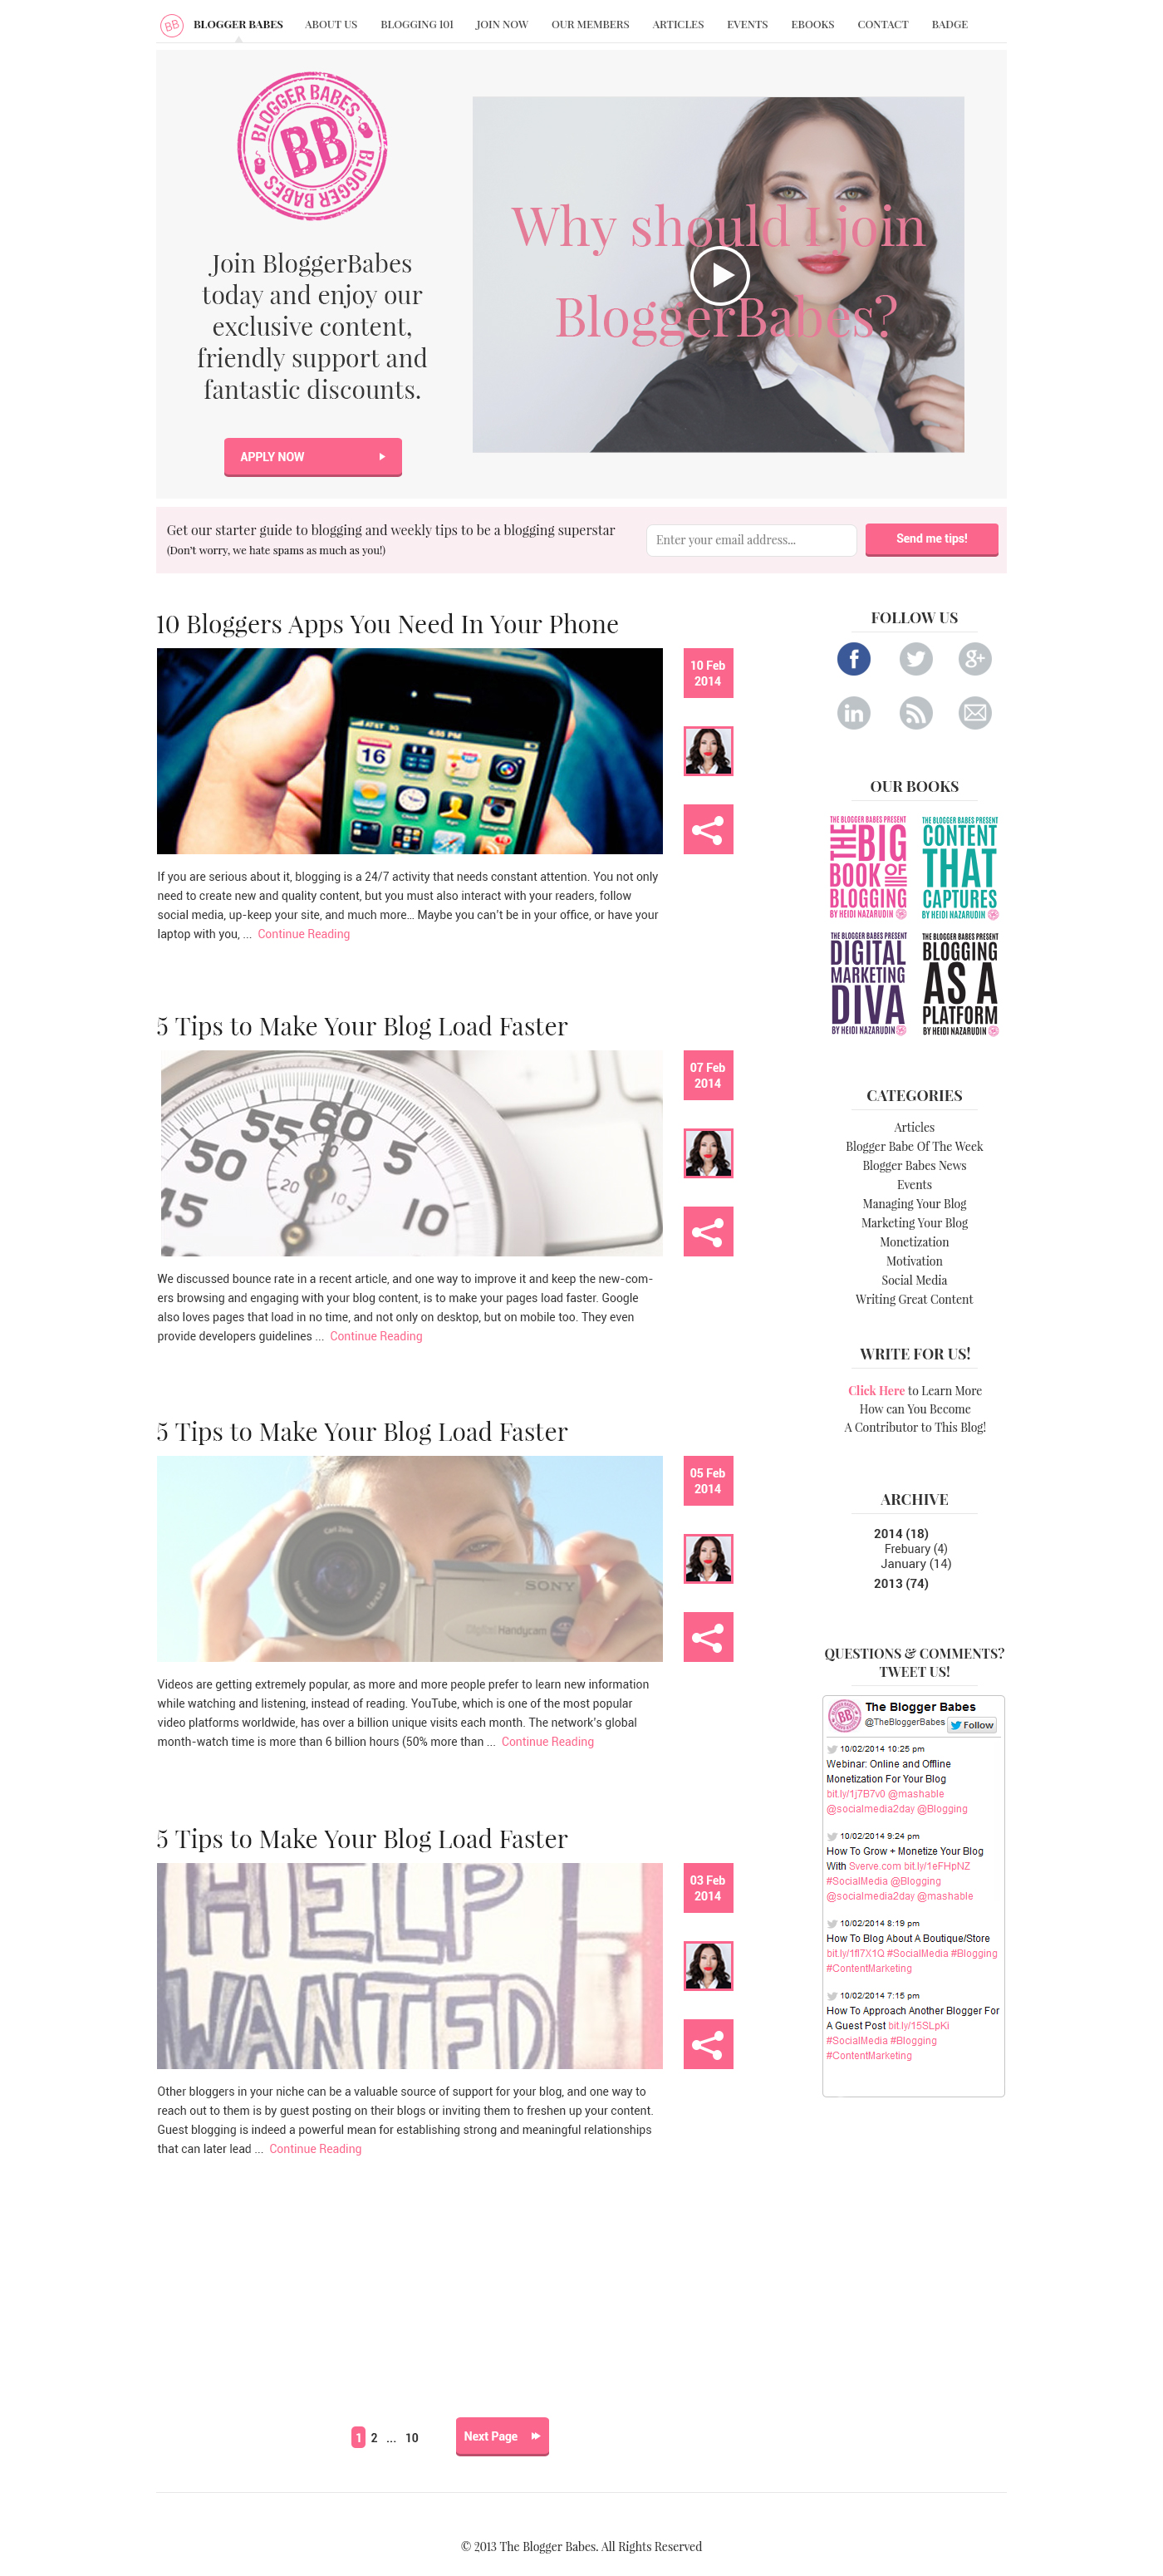 BB
BLOGGER BABES ABOUT US BLOGGING 101 JOIN NOW OUR MEMBERS ARTICLES EVENTS EBOOKS CONTACT BADGE
BLOGGER BABES
BB
BLOGGER BABES
Join BloggerBabes
today and enjoy our
exclusive content,
friendly support and
fantastic discounts.
APPLY NOW
Why should I join
BloggerBabes?
Get our starter guide to blogging and weekly tips to be a blogging superstar
(Don't worry, we hate spams as much as you!)
Enter your email address...
Send me tips!
10 Bloggers Apps You Need In Your Phone
AT&T 3G 4:55 PM
16
10 Feb
2014
If you are serious about it, blogging is a 24/7 activity that needs constant attention. You not only
need to create new and quality content, but you must also interact with your readers, follow
social media, up-keep your site, and much more... Maybe you can't be in your office, or have your
laptop with you, ... Continue Reading
5 Tips to Make Your Blog Load Faster
60
50
5
45
10
20
10
07 Feb
2014
We discussed bounce rate in a recent article, and one way to improve it and keep the new-com-
ers browsing and engaging with your blog content, is to make your pages load faster. Google
also loves pages that load in no time, and not only on desktop, but on mobile too. They even
provide developers guidelines ... Continue Reading
5 Tips to Make Your Blog Load Faster
Carl Zeiss
SONY
Digital Handycam
05 Feb
2014
Videos are getting extremely popular, as more and more people prefer to learn new information
while watching and listening, instead of reading. YouTube, which is one of the most popular
video platforms worldwide, has over a billion unique visits each month. The network's global
month-watch time is more than 6 billion hours (50% more than ... Continue Reading
5 Tips to Make Your Blog Load Faster
HELP
WANTED
03 Feb
2014
Other bloggers in your niche can be a valuable source of support for your blog, and one way to
reach out to them is by guest posting on their blogs or inviting them to freshen up your content.
Guest blogging is indeed a powerful mean for establishing strong and meaningful relationships
that can later lead ... Continue Reading
1 2 ... 10
Next Page
FOLLOW US
f
g+
in
OUR BOOKS
THE BLOGGER BABES PRESENT
THE BIG
BOOK OF
BLOGGING
BY HEIDI NAZARUDIN
THE BLOGGER BABES PRESENT
CONTENT
THAT
CAPTURES
BY HEIDI NAZARUDIN
THE BLOGGER BABES PRESENT
DIGITAL
MARKETING
DIVA
BY HEIDI NAZARUDIN
THE BLOGGER BABES PRESENT
BLOGGING
AS A
PLATFORM
BY HEIDI NAZARUDIN
CATEGORIES
Articles
Blogger Babe Of The Week
Blogger Babes News
Events
Managing Your Blog
Marketing Your Blog
Monetization
Motivation
Social Media
Writing Great Content
WRITE FOR US!
Click Here to Learn More
How can You Become
A Contributor to This Blog!
ARCHIVE
2014 (18)
Frebuary (4)
January (14)
2013 (74)
QUESTIONS & COMMENTS?
TWEET US!
BB
The Blogger Babes
@TheBloggerBabes
Follow
10/02/2014 10:25 pm
Webinar: Online and Offline
Monetization For Your Blog
bit.ly/1j7B7v0 @mashable
@socialmedia2day @Blogging
10/02/2014 9:24 pm
How To Grow + Monetize Your Blog
With Sverve.com bit.ly/1eFHpNZ
#SocialMedia @Blogging
@socialmedia2day @mashable
10/02/2014 8:19 pm
How To Blog About A Boutique/Store
bit.ly/1fl7X1Q #SocialMedia #Blogging
#ContentMarketing
10/02/2014 7:15 pm
How To Approach Another Blogger For
A Guest Post bit.ly/15SLpKi
#SocialMedia #Blogging
#ContentMarketing
© 2013 The Blogger Babes. All Rights Reserved